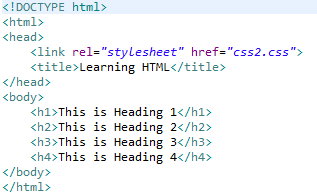 <!DOCTYPE html>
<html>
<head>
    <link rel="stylesheet" href="css2.css">
    <title>Learning HTML</title>
</head>
<body>
    <h1>This is Heading 1</h1>
    <h2>This is Heading 2</h2>
    <h3>This is Heading 3</h3>
    <h4>This is Heading 4</h4>
</body>
</html>